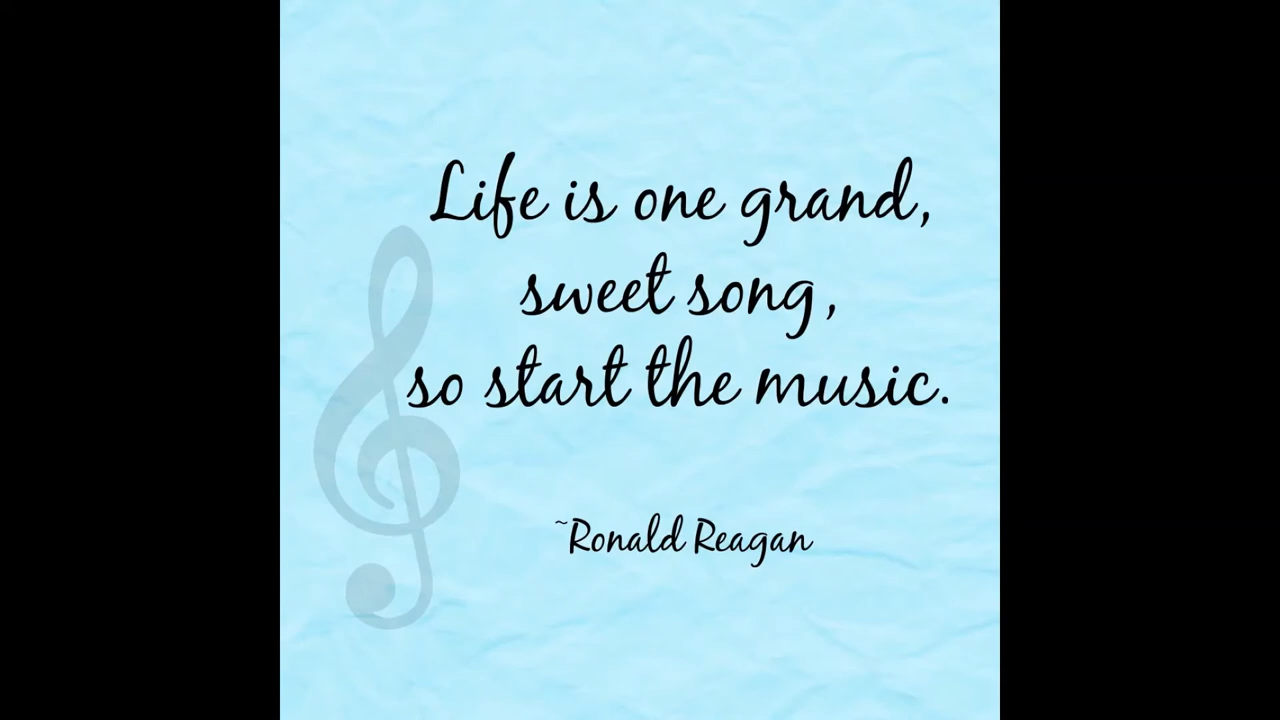 Life is one grand,
sweet song,
so start the music.
~Ronald Reagan